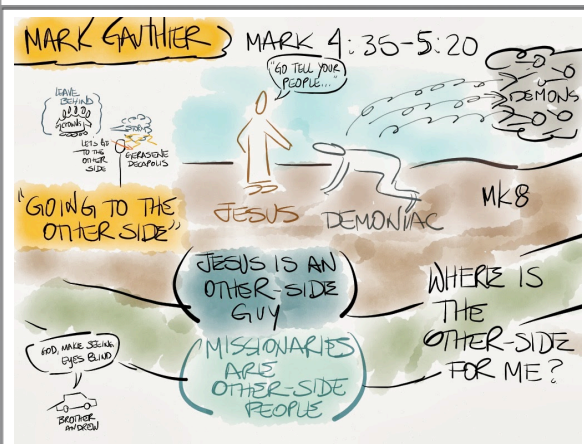 MARK GAUTHIER
MARK 4:35-5:20
"GO TELL YOUR
PEOPLE..."
DEMONS
LEAVE
BEHIND
CROWDS
STORMS
LETS GO
TO THE
OTHER
SIDE
GERASENE
DECAPOLIS
"GOING TO THE
OTHER SIDE"
JESUS
DEMONIAC
MK8
JESUS IS AN
OTHER-SIDE
GUY
MISSIONARIES
ARE
OTHER-SIDE
PEOPLE
WHERE IS
THE
OTHER-SIDE
FOR ME?
GOD, MAKE SEEING
EYES BLIND
BROTHER
ANDREW